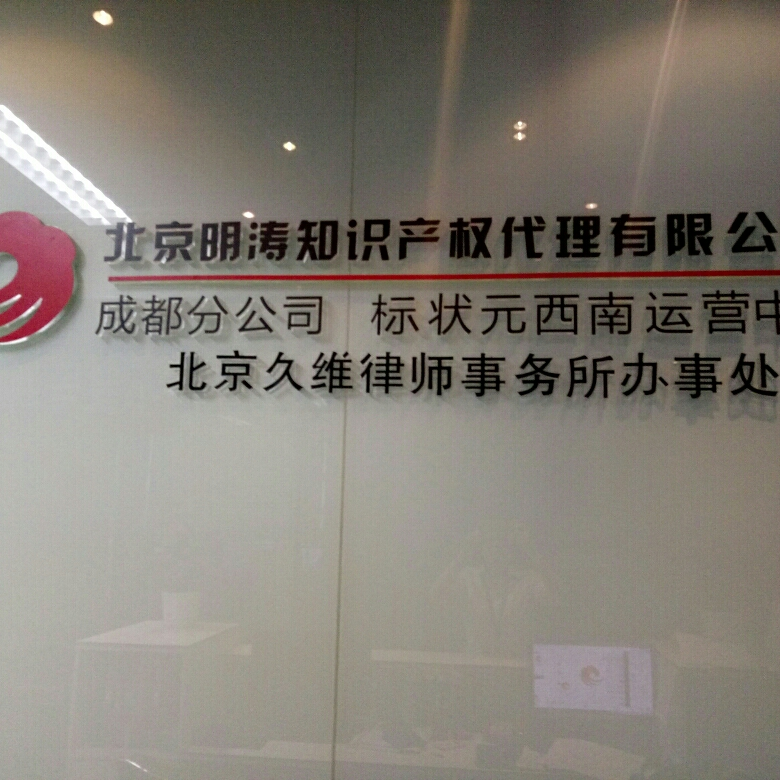 北京明涛知识产权代理有限公
成都分公司 标状元西南运营中
北京久维律师事务所办事处